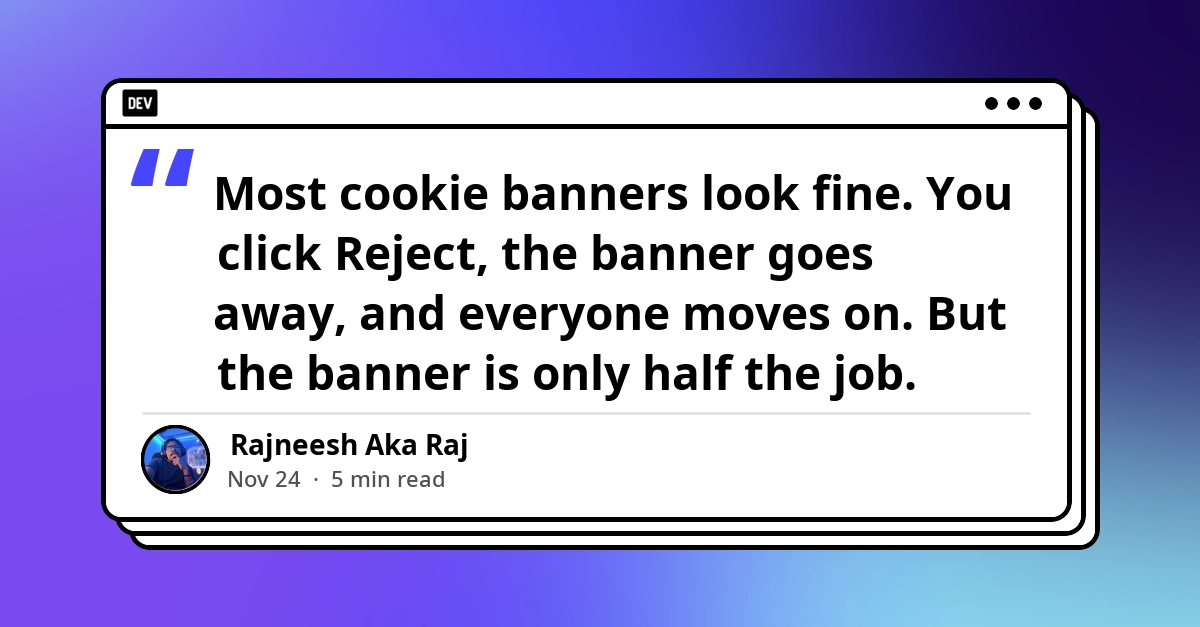 DEV
“
Most cookie banners look fine. You
click Reject, the banner goes
away, and everyone moves on. But
the banner is only half the job.
Rajneesh Aka Raj
Nov 24 · 5 min read